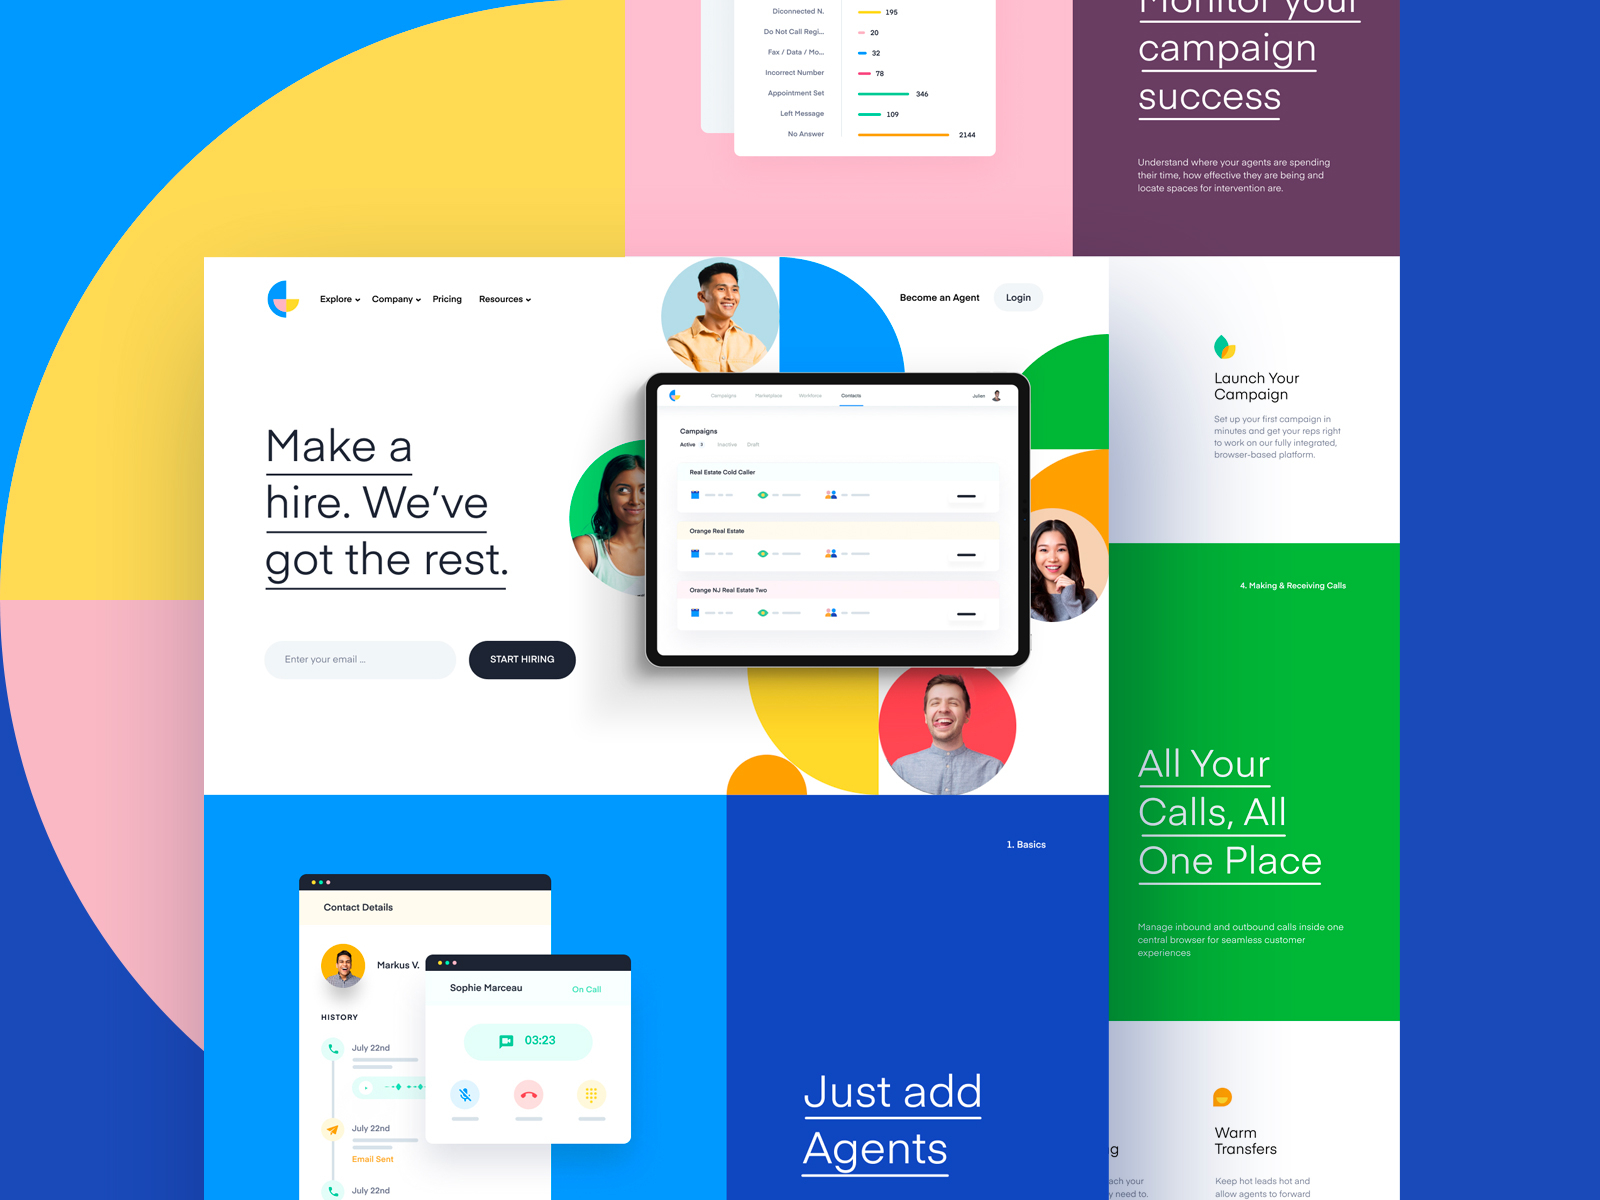 Diconnected N.
195
Do Not Call Regi...
20
Fax / Data / Mo...
32
Incorrect Number
78
Appointment Set
346
Left Message
109
No Answer
2144
Monitor your
campaign
success
Understand where your agents are spending
their time, how effective they are being and
locate spaces for intervention are.
Explore
Company
Pricing
Resources
Become an Agent
Login
Make a
hire. We've
got the rest.
Enter your email ...
START HIRING
Campaigns
Marketplace
Workforce
Contacts
Julian
Campaigns
Active
Inactive
Draft
Real Estate Cold Caller
Orange Real Estate
Orange NJ Real Estate Two
Launch Your
Campaign
Set up your first campaign in
minutes and get your reps right
to work on our fully integrated,
browser-based platform.
4. Making & Receiving Calls
All Your
Calls, All
One Place
Manage inbound and outbound calls inside one
central browser for seamless customer
experiences
Contact Details
Markus V.
HISTORY
July 22nd
July 22nd
Email Sent
July 22nd
Sophie Marceau
On Call
03:23
1. Basics
Just add
Agents
g
ach your
y need to.
Warm
Transfers
Keep hot leads hot and
allow agents to forward